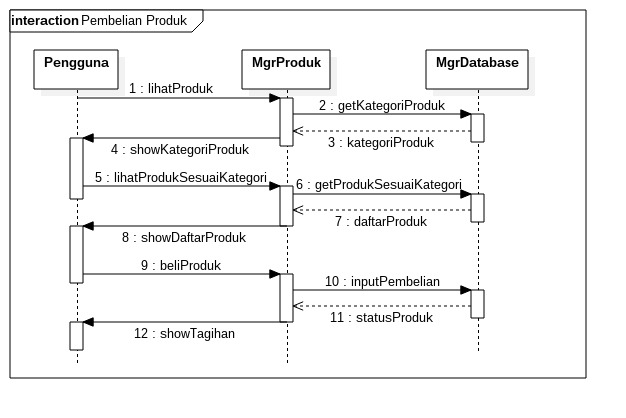 interaction Pembelian Produk
Pengguna
MgrProduk
MgrDatabase
1 : lihatProduk
2 : getKategoriProduk
3 : kategoriProduk
4 : showKategoriProduk
5 : lihatProdukSesuaiKategori
6 : getProdukSesuaiKategori
7 : daftarProduk
8 : showDaftarProduk
9 : beliProduk
10 : inputPembelian
11 : statusProduk
12 : showTagihan